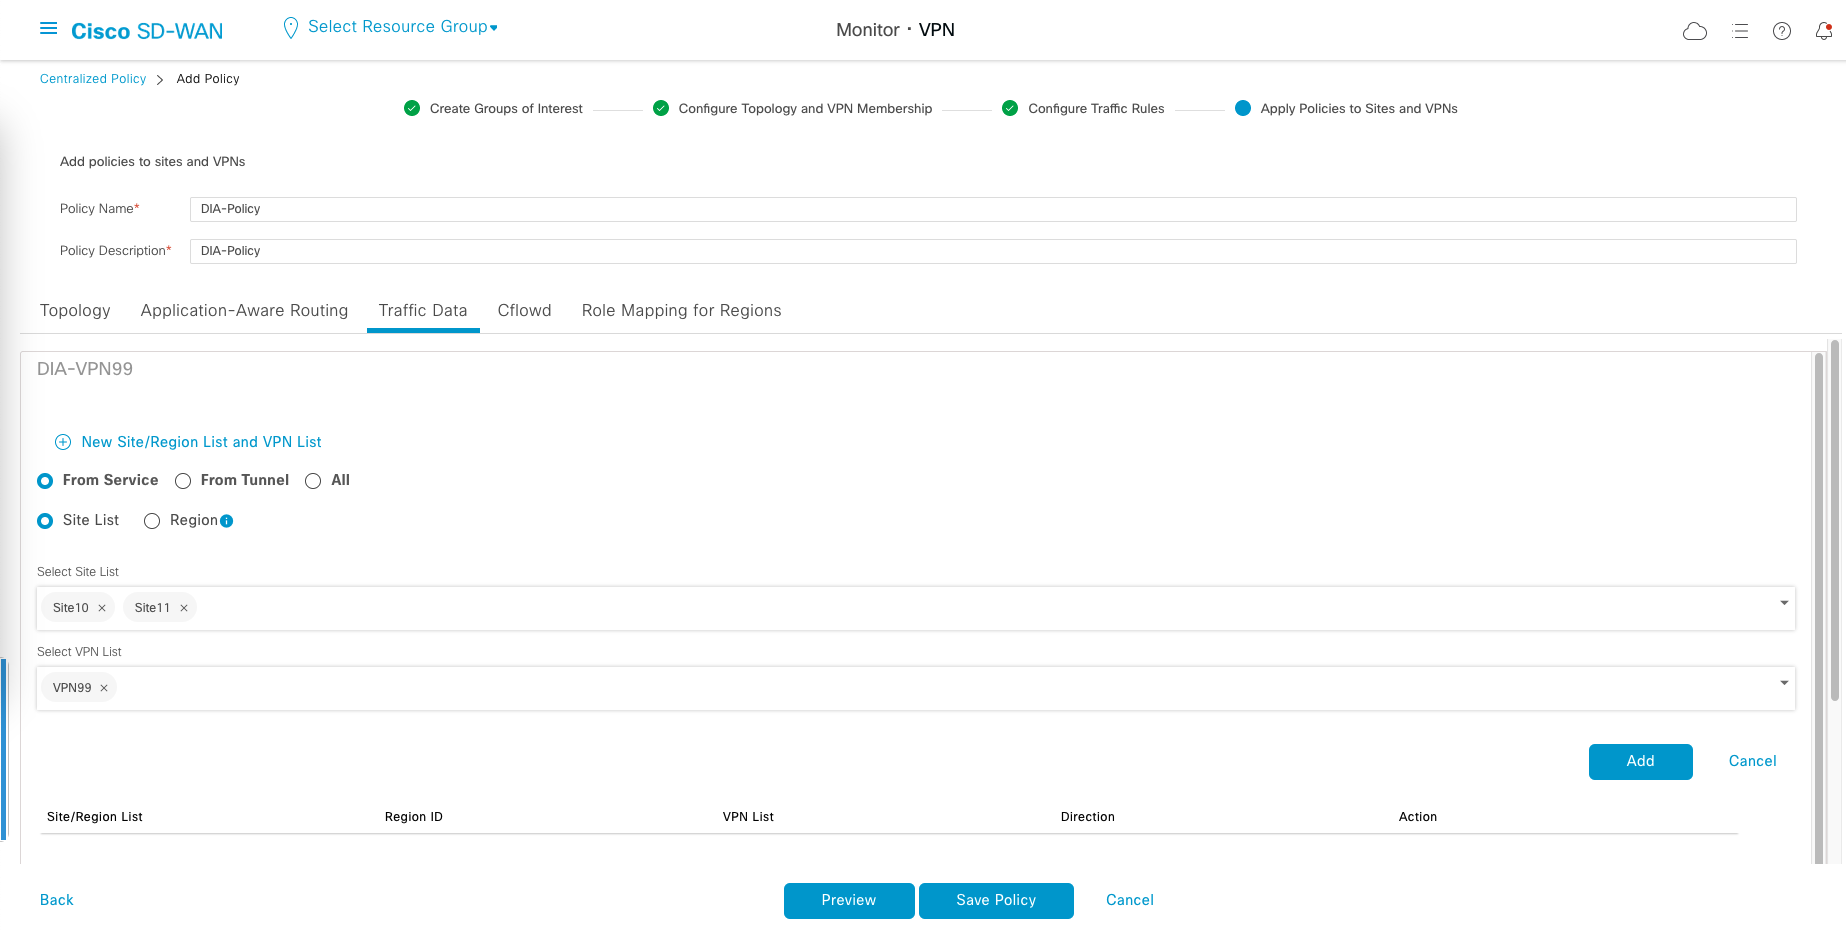 Cisco SD-WAN
Select Resource Group
Monitor · VPN
Centralized Policy > Add Policy
Create Groups of Interest
Configure Topology and VPN Membership
Configure Traffic Rules
Apply Policies to Sites and VPNs
Add policies to sites and VPNs
Policy Name* DIA-Policy
Policy Description* DIA-Policy
Topology Application-Aware Routing Traffic Data Cflowd Role Mapping for Regions
DIA-VPN99
New Site/Region List and VPN List
From Service From Tunnel All
Site List Region
Select Site List
Site10 × Site11 ×
Select VPN List
VPN99 ×
Add Cancel
Site/Region List Region ID VPN List Direction Action
Back Preview Save Policy Cancel